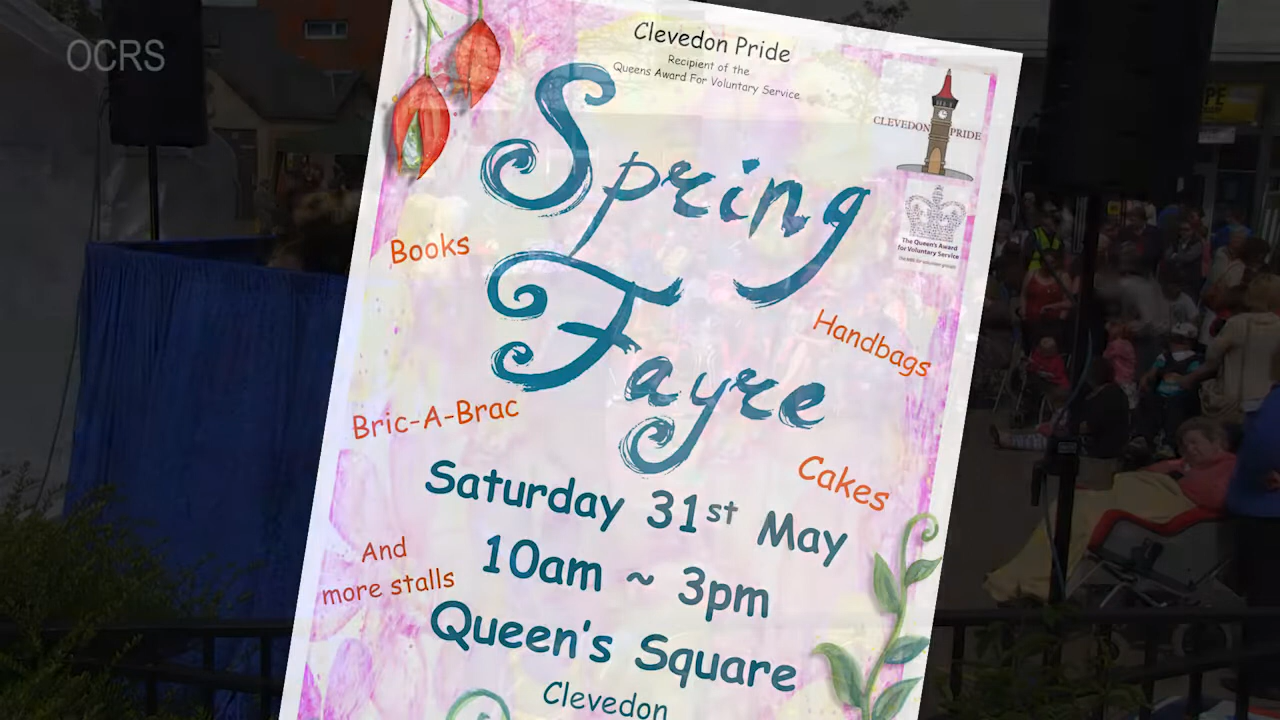 OCRS
Clevedon Pride
Recipient of the
Queens Award For Voluntary Service
CLEVEDON PRIDE
The Queen's Award
for Voluntary Service
Spring
Fayre
Books
Handbags
Bric-A-Brac
Cakes
Saturday 31st May
10am ~ 3pm
And
more stalls
Queen's Square
Clevedon